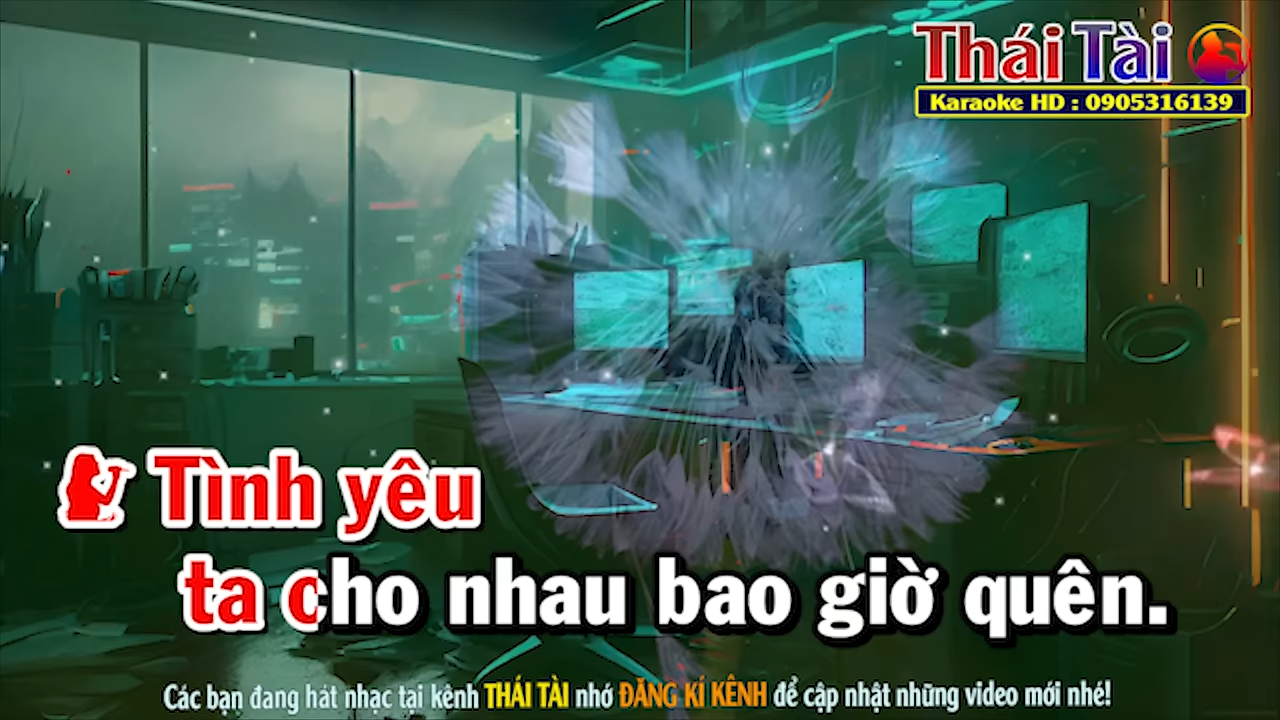 Thái Tài
Karaoke HD : 0905316139
Tình yêu
ta cho nhau bao giờ quên.
Các bạn đang hát nhạc tại kênh THÁI TÀI nhớ ĐĂNG KÍ KÊNH để cập nhật những video mới nhé!